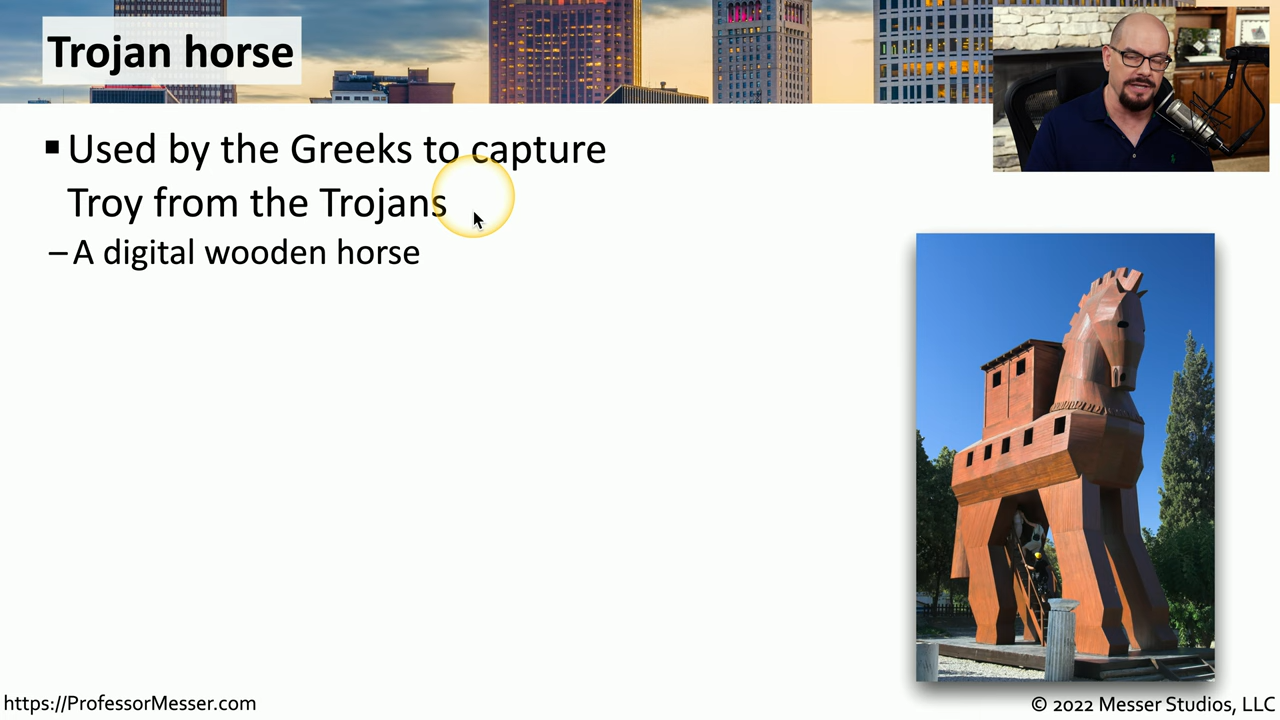 Trojan horse
▪ Used by the Greeks to capture
Troy from the Trojans
– A digital wooden horse
https://ProfessorMesser.com
© 2022 Messer Studios, LLC